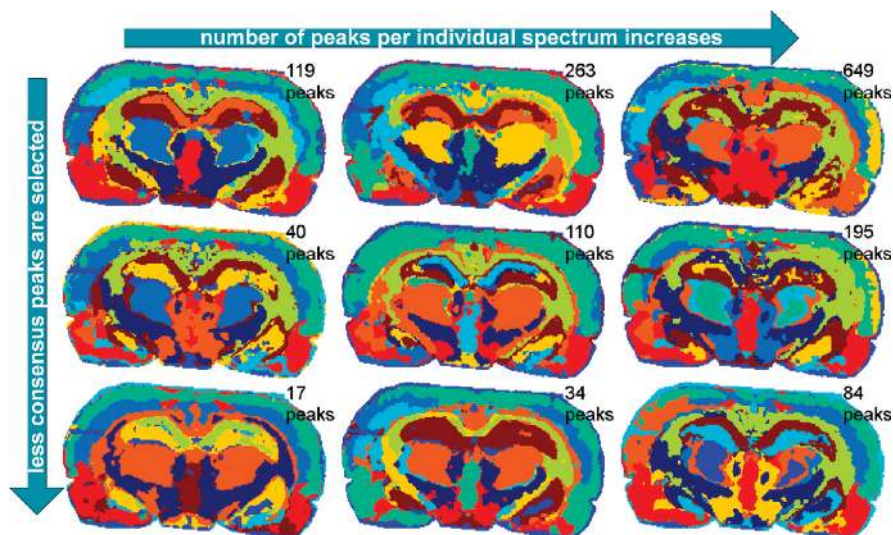 number of peaks per individual spectrum increases
less consensus peaks are selected
119
peaks
263
peaks
649
peaks
40
peaks
110
peaks
195
peaks
17
peaks
34
peaks
84
peaks